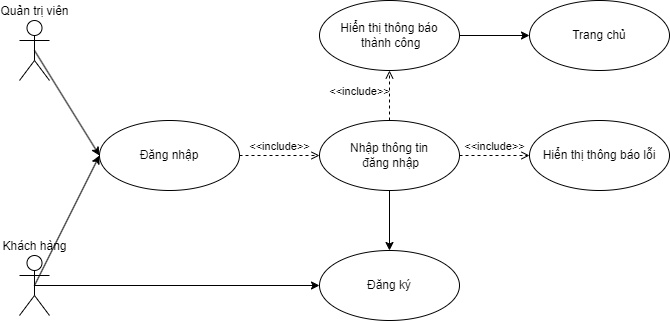 Quản trị viên
Hiển thị thông báo
thành công
Trang chủ
<<include>>
Đăng nhập
<<include>>
Nhập thông tin
đăng nhập
<<include>>
Hiển thị thông báo lỗi
Khách hàng
Đăng ký